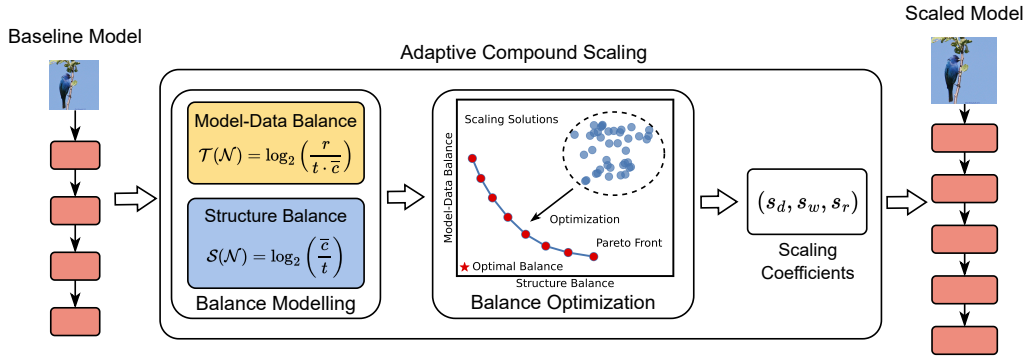 Baseline Model
Adaptive Compound Scaling
Model-Data Balance
𝒯(𝒩) = log₂ (r / (t · c̅))
Structure Balance
𝒮(𝒩) = log₂ (c̅ / t)
Balance Modelling
Model-Data Balance
Scaling Solutions
Optimization
Pareto Front
Optimal Balance
Structure Balance
Balance Optimization
(s_d, s_w, s_r)
Scaling
Coefficients
Scaled Model